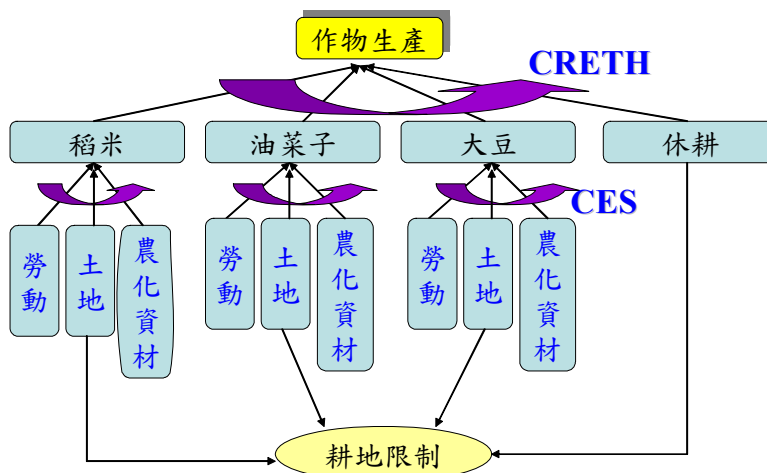 作物生產
CRETH
稻米
油菜子
大豆
休耕
CES
勞動
土地
農化資材
勞動
土地
農化資材
勞動
土地
農化資材
耕地限制